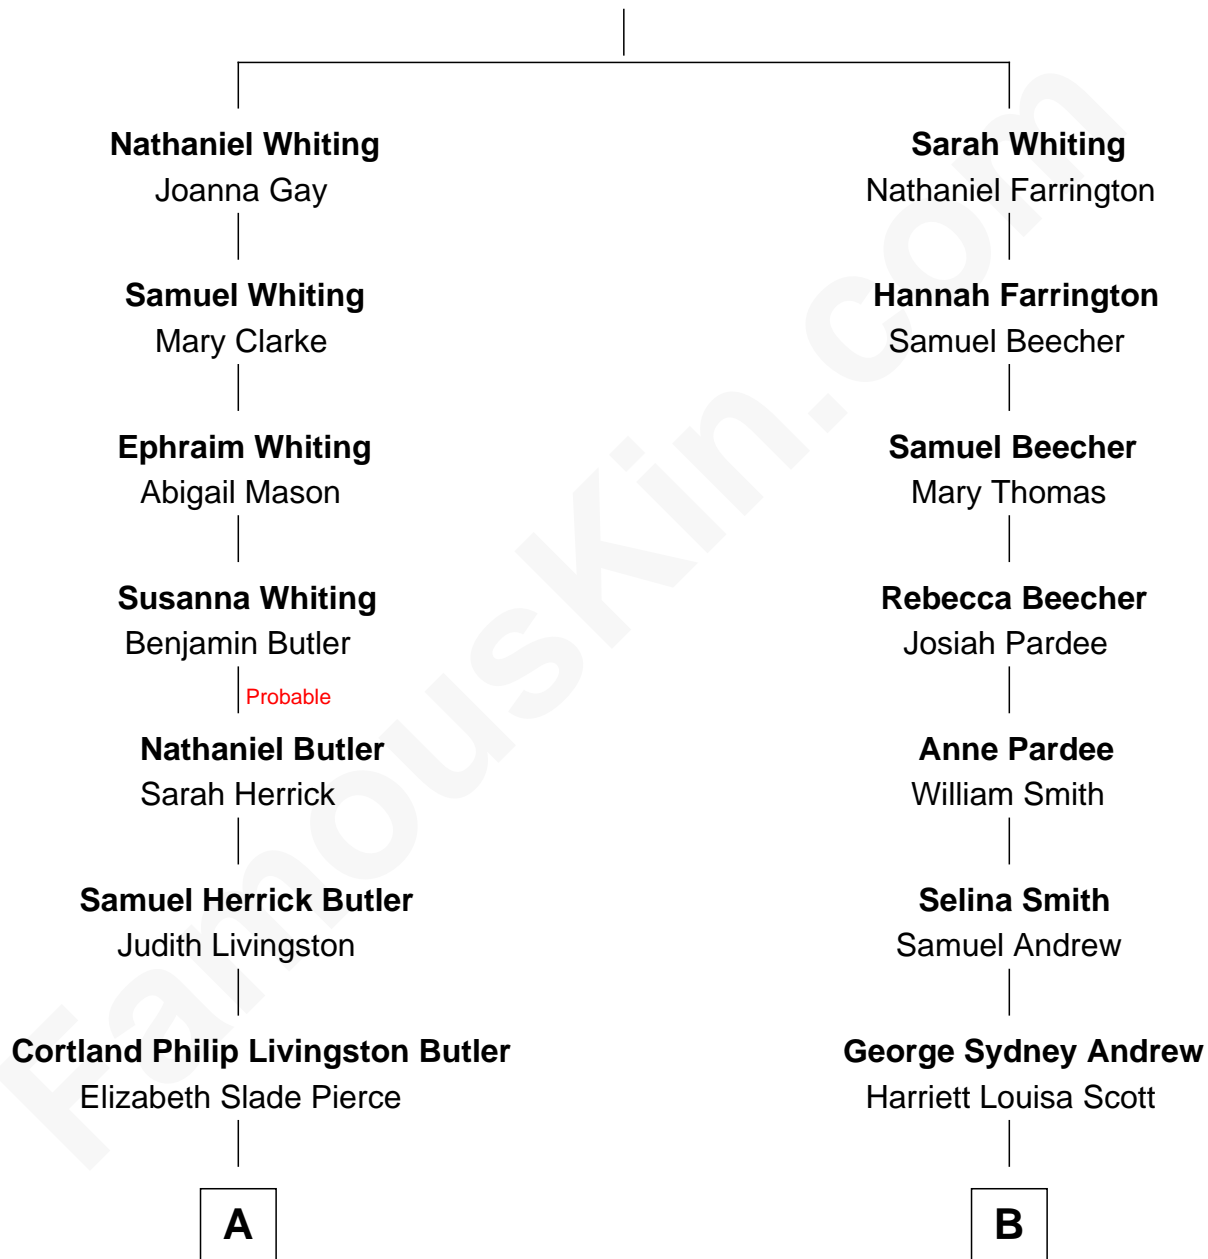 Nathaniel Whiting
Joanna Gay
Samuel Whiting
Mary Clarke
Ephraim Whiting
Abigail Mason
Susanna Whiting
Benjamin Butler
Probable
Nathaniel Butler
Sarah Herrick
Samuel Herrick Butler
Judith Livingston
Cortland Philip Livingston Butler
Elizabeth Slade Pierce
A
Sarah Whiting
Nathaniel Farrington
Hannah Farrington
Samuel Beecher
Samuel Beecher
Mary Thomas
Rebecca Beecher
Josiah Pardee
Anne Pardee
William Smith
Selina Smith
Samuel Andrew
George Sydney Andrew
Harriett Louisa Scott
B
FamousKin.com